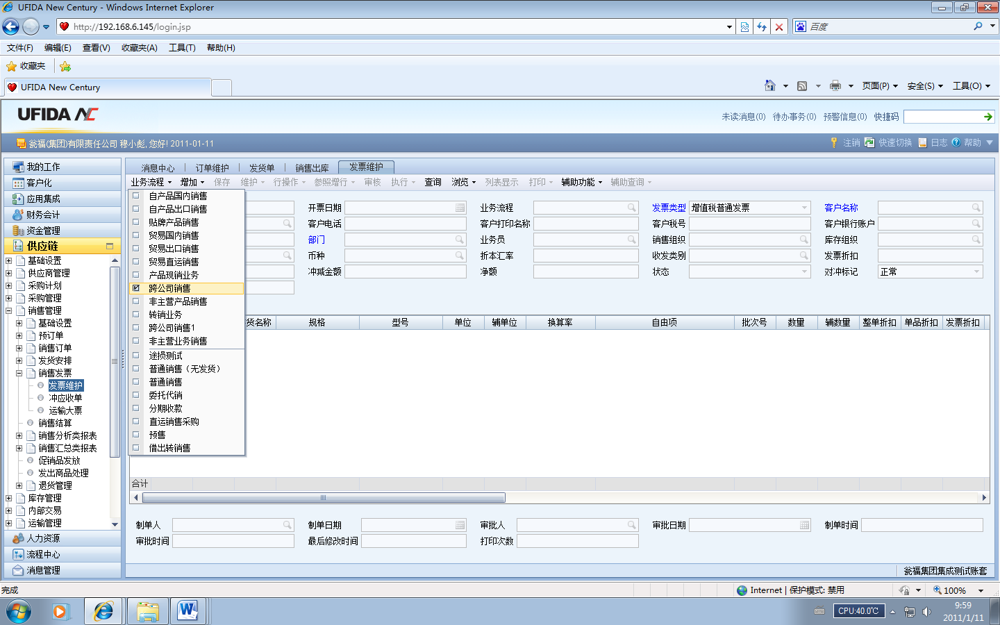 UFIDA New Century - Windows Internet Explorer
http://192.168.6.145/login.jsp
百度
文件(F) 编辑(E) 查看(V) 收藏夹(A) 工具(T) 帮助(H)
收藏夹
UFIDA New Century
页面(P) 安全(S) 工具(O)
UFIDA NC
未读消息(0) 待办事务(0) 预警信息(0) 快捷码
瓮福(集团)有限责任公司 穆小彪, 您好! 2011-01-11
注销 快速切换 日志 帮助
我的工作
客户化
应用集成
财务会计
资金管理
供应链
基础设置
供应商管理
采购计划
采购管理
销售管理
基础设置
预订单
销售订单
发货安排
销售发票
发票维护
冲应收单
运输大票
销售结算
销售分析类报表
销售汇总类报表
促销品发放
发出商品处理
退货管理
库存管理
内部交易
运输管理
人力资源
流程中心
消息管理
消息中心 订单维护 发货单 销售出库 发票维护
业务流程 增加 保存 维护 行操作 参照增行 审核 执行 查询 浏览 列表显示 打印 辅助功能 辅助查询
自产品国内销售
自产品出口销售
贴牌产品销售
贸易国内销售
贸易出口销售
贸易直运销售
产品现销业务
跨公司销售
非主营产品销售
转销业务
跨公司销售1
非主营业务销售
途损测试
普通销售（无发货）
普通销售
委托代销
分期收款
直运销售采购
预售
借出转销售
开票日期 业务流程 发票类型 增值税普通发票 客户名称
客户电话 客户打印名称 客户税号 客户银行账户
部门 业务员 销售组织 库存组织
币种 折本汇率 收发类别 发票折扣
冲减金额 净额 状态 对冲标记 正常
货名称 规格 型号 单位 辅单位 换算率 自由项 批次号 数量 辅数量 整单折扣 单品折扣 发票折扣
合计
制单人 制单日期 审批人 审批日期 制单时间
审批时间 最后修改时间 打印次数
瓮福集团集成测试账套
完成
Internet | 保护模式: 禁用
100%
CPU:40.0℃
9:59
2011/1/11